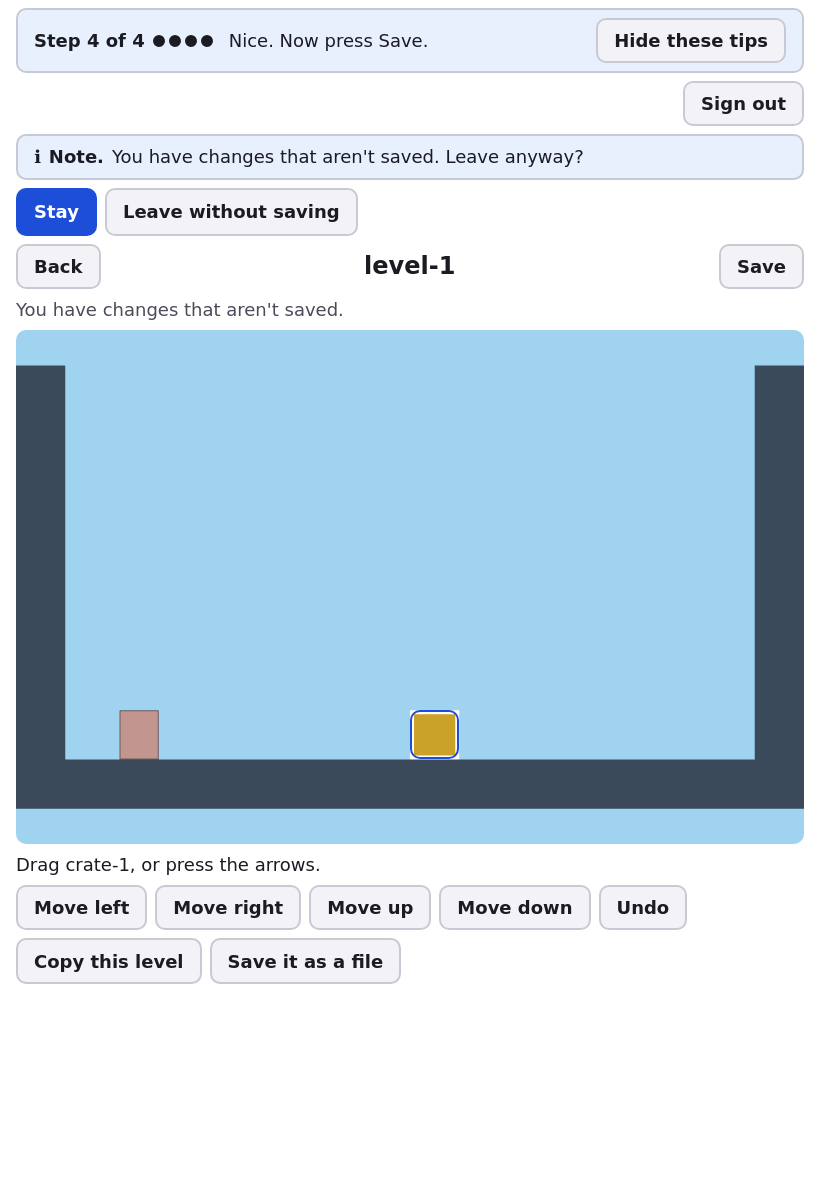 Step 4 of 4 ●●●● Nice. Now press Save. Hide these tips
Sign out
ℹ Note. You have changes that aren't saved. Leave anyway?
Stay Leave without saving
Back level-1 Save
You have changes that aren't saved.
Drag crate-1, or press the arrows.
Move left Move right Move up Move down Undo
Copy this level Save it as a file